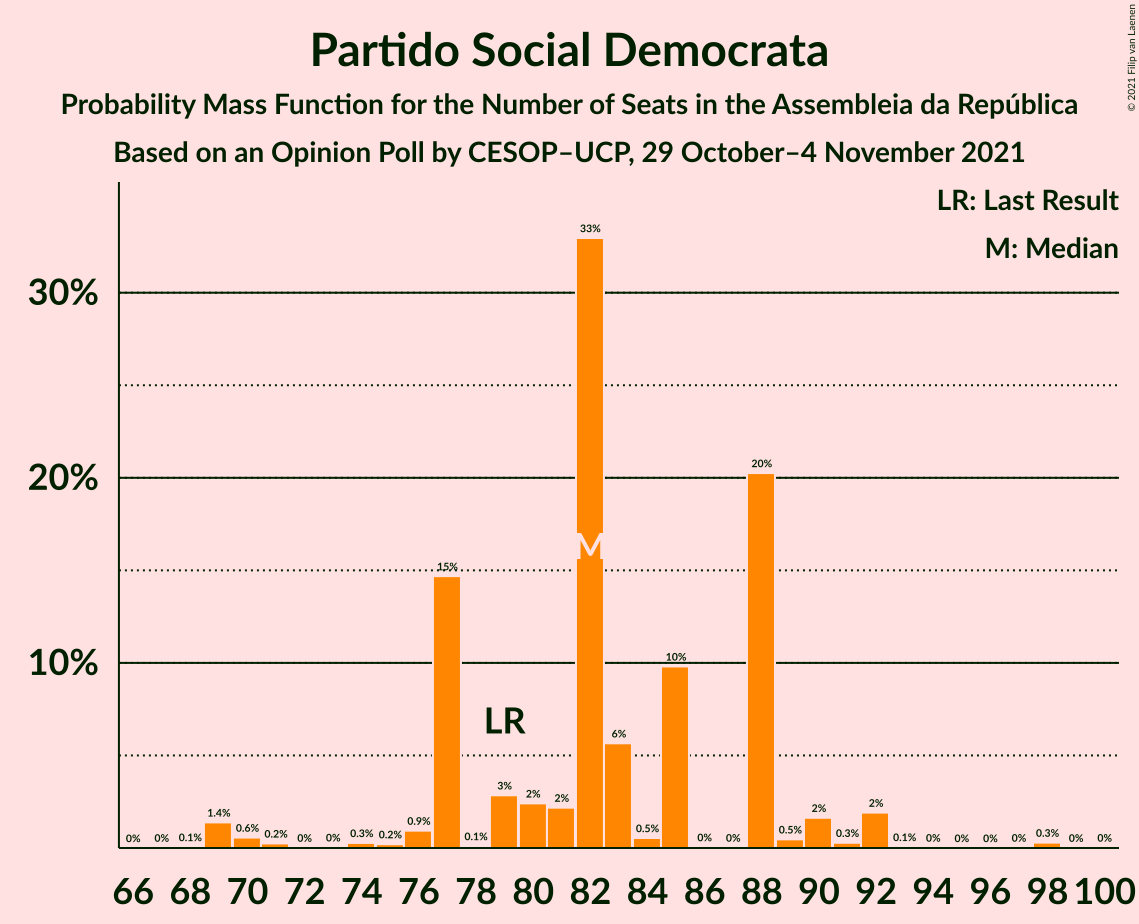 Partido Social Democrata
Probability Mass Function for the Number of Seats in the Assembleia da República
Based on an Opinion Poll by CESOP–UCP, 29 October–4 November 2021
© 2021 Filip van Laenen
LR: Last Result
M: Median
30%
20%
10%
0% 0% 0.1% 1.4% 0.6% 0.2% 0% 0% 0.3% 0.2% 0.9% 15% 0.1% 3% 2% 2% 33% 6% 0.5% 10% 0% 0% 20% 0.5% 2% 0.3% 2% 0.1% 0% 0% 0% 0% 0.3% 0% 0%
LR
M
66 68 70 72 74 76 78 80 82 84 86 88 90 92 94 96 98 100